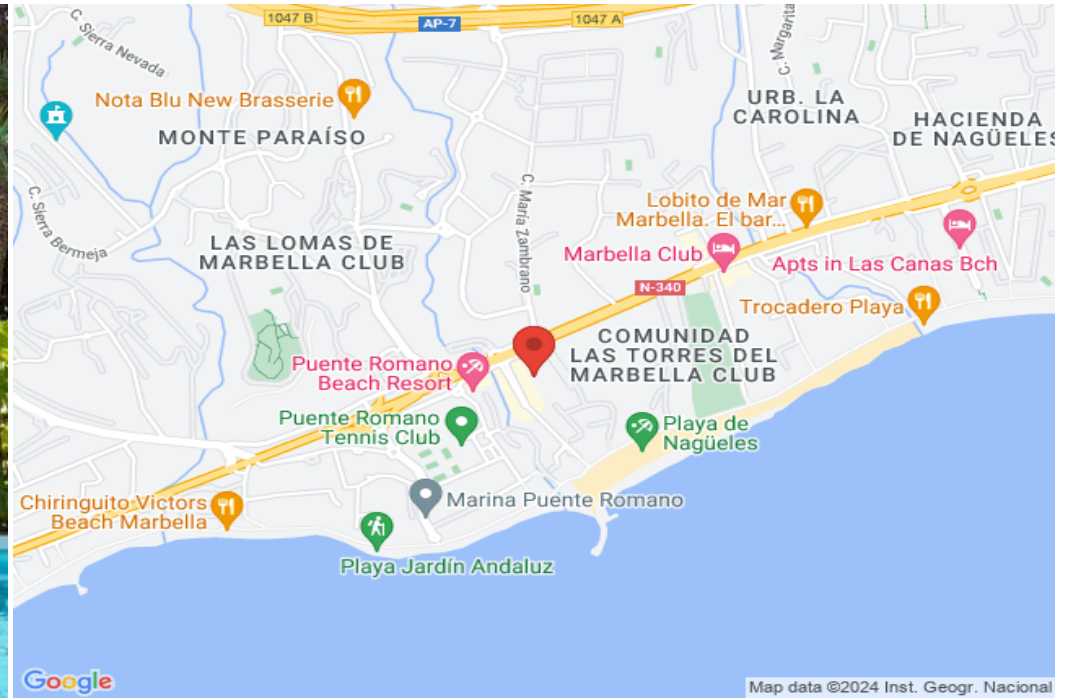 1047 B
AP-7
1047 A
C. Sierra Nevada
C. Margarita
Nota Blu New Brasserie
MONTE PARAÍSO
URB. LA
CAROLINA
HACIENDA
DE NAGÜELES
C. Sierra Bermeja
C. María Zambrano
Lobito de Mar
Marbella. El bar...
LAS LOMAS DE
MARBELLA CLUB
Marbella Club
Apts in Las Canas Bch
N-340
Trocadero Playa
COMUNIDAD
LAS TORRES DEL
MARBELLA CLUB
Puente Romano
Beach Resort
Puente Romano
Tennis Club
Playa de
Nagüeles
Chiringuito Victors
Beach Marbella
Marina Puente Romano
Playa Jardín Andaluz
Google
Map data ©2024 Inst. Geogr. Nacional